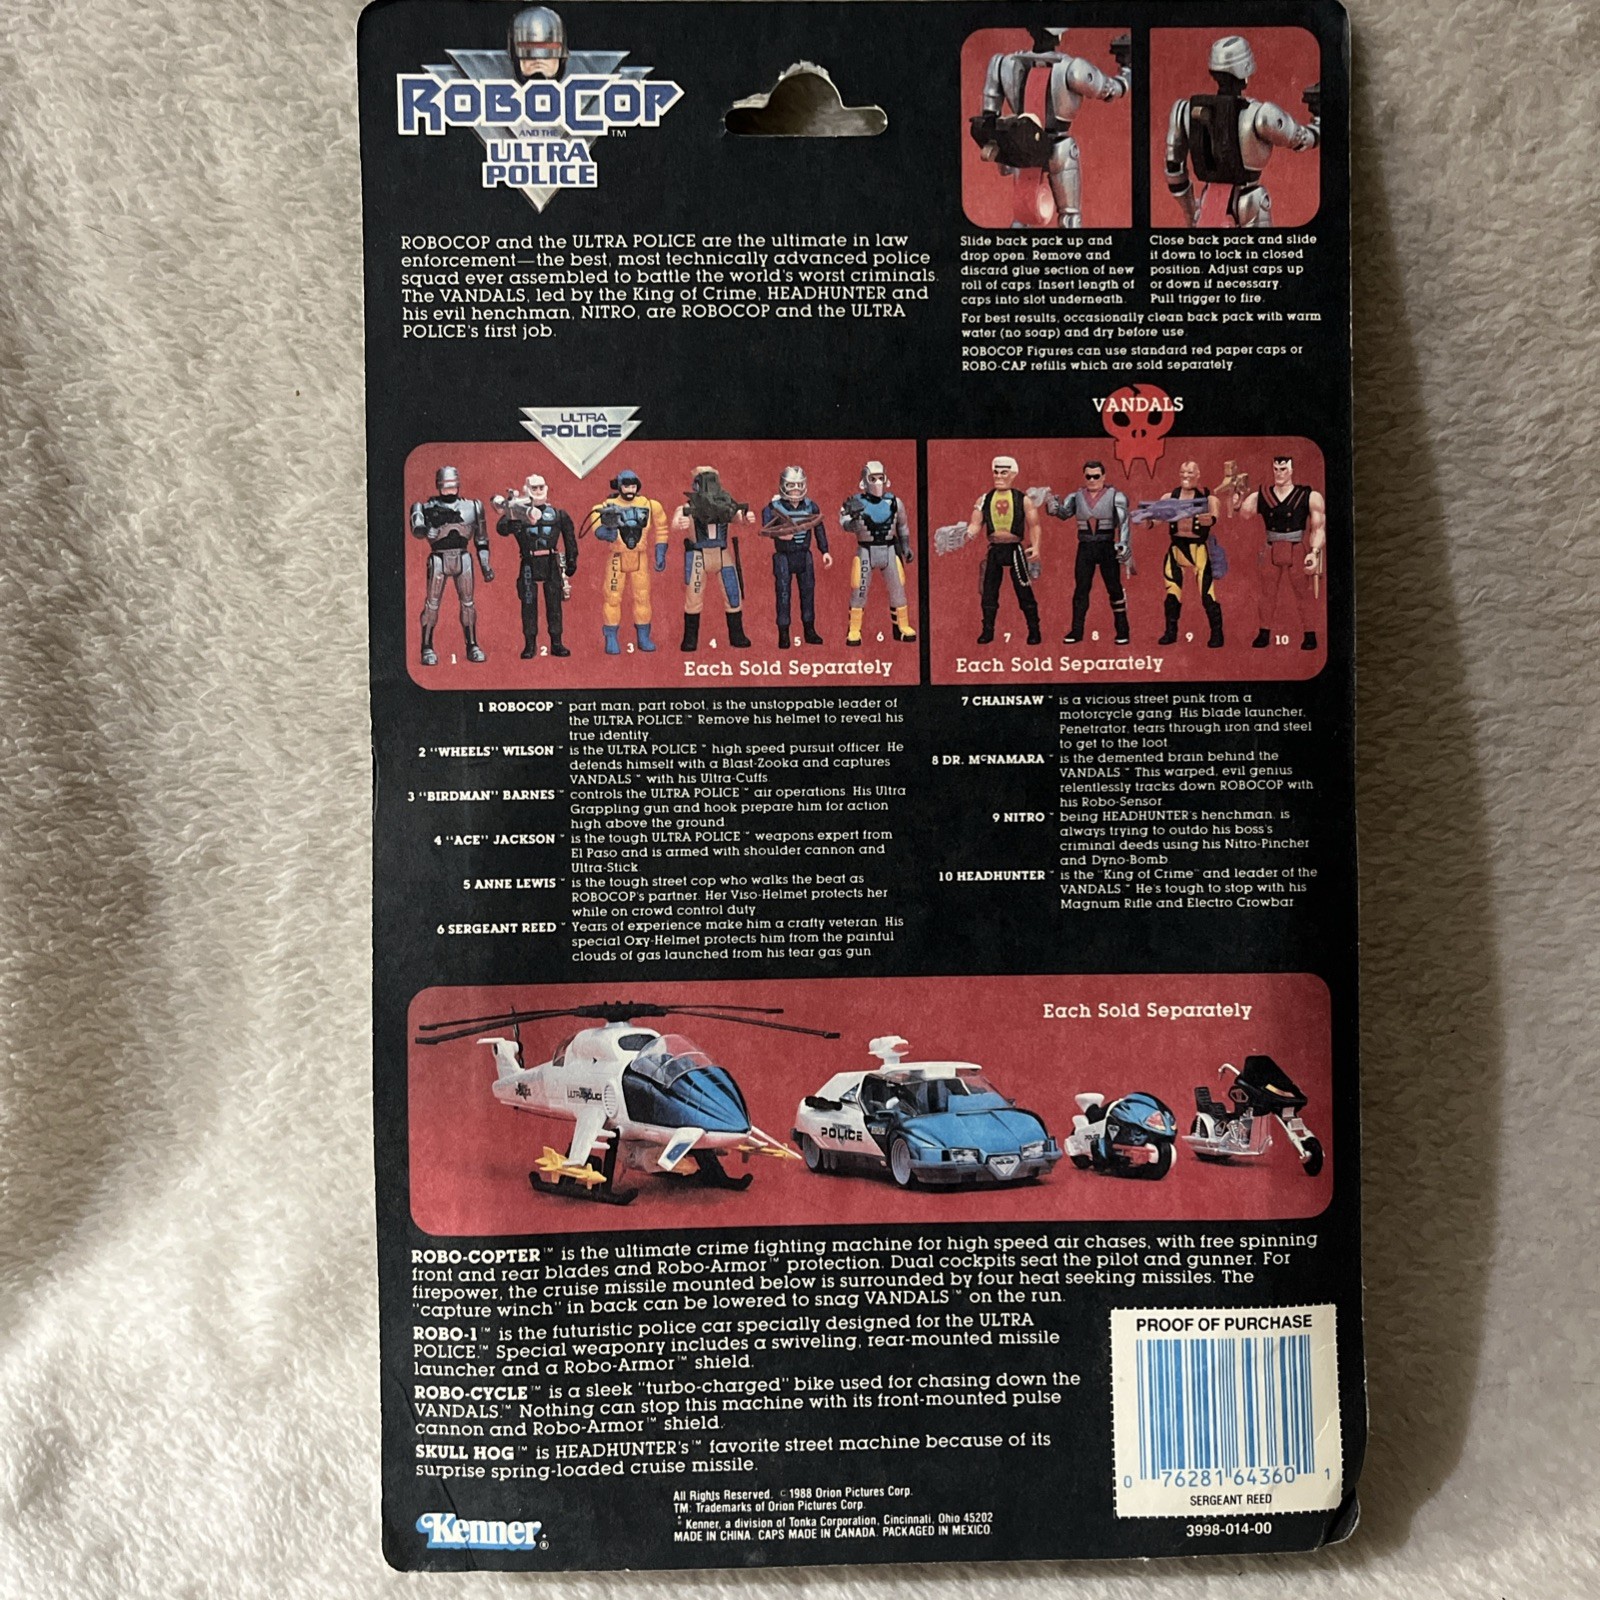 ROBOCOP TM
AND THE
ULTRA
POLICE
ROBOCOP and the ULTRA POLICE are the ultimate in law
enforcement—the best, most technically advanced police
squad ever assembled to battle the world's worst criminals.
The VANDALS, led by the King of Crime, HEADHUNTER and
his evil henchman, NITRO, are ROBOCOP and the ULTRA
POLICE's first job.
Slide back pack up and
drop open. Remove and
discard glue section of new
roll of caps. Insert length of
caps into slot underneath.
Close back pack and slide
it down to lock in closed
position. Adjust caps up
or down if necessary.
Pull trigger to fire.
For best results, occasionally clean back pack with warm
water (no soap) and dry before use.
ROBOCOP Figures can use standard red paper caps or
ROBO-CAP refills which are sold separately.
ULTRA
POLICE
VANDALS
POLICE
POLICE
POLICE
POLICE
POLICE
1 2 3 4 5 6
Each Sold Separately
7 8 9 10
Each Sold Separately
1 ROBOCOP™ part man, part robot, is the unstoppable leader of
the ULTRA POLICE.™ Remove his helmet to reveal his
true identity.
2 "WHEELS" WILSON™ is the ULTRA POLICE™ high speed pursuit officer. He
defends himself with a Blast-Zooka and captures
VANDALS™ with his Ultra-Cuffs.
3 "BIRDMAN" BARNES™ controls the ULTRA POLICE™ air operations. His Ultra
Grappling gun and hook prepare him for action
high above the ground.
4 "ACE" JACKSON™ is the tough ULTRA POLICE™ weapons expert from
El Paso and is armed with shoulder cannon and
Ultra-Stick.
5 ANNE LEWIS™ is the tough street cop who walks the beat as
ROBOCOP's partner. Her Viso-Helmet protects her
while on crowd control duty.
6 SERGEANT REED™ Years of experience make him a crafty veteran. His
special Oxy-Helmet protects him from the painful
clouds of gas launched from his tear gas gun.
7 CHAINSAW™ is a vicious street punk from a
motorcycle gang. His blade launcher,
Penetrator, tears through iron and steel
to get to the loot.
8 DR. McNAMARA™ is the demented brain behind the
VANDALS.™ This warped, evil genius
relentlessly tracks down ROBOCOP with
his Robo-Sensor.
9 NITRO™ being HEADHUNTER's henchman, is
always trying to outdo his boss's
criminal deeds using his Nitro-Pincher
and Dyno-Bomb.
10 HEADHUNTER™ is the "King of Crime" and leader of the
VANDALS.™ He's tough to stop with his
Magnum Rifle and Electro Crowbar.
Each Sold Separately
ULTRA POLICE
POLICE
POLICE
ROBO-COPTER™ is the ultimate crime fighting machine for high speed air chases, with free spinning
front and rear blades and Robo-Armor™ protection. Dual cockpits seat the pilot and gunner. For
firepower, the cruise missile mounted below is surrounded by four heat seeking missiles. The
"capture winch" in back can be lowered to snag VANDALS™ on the run.
ROBO-1™ is the futuristic police car specially designed for the ULTRA
POLICE.™ Special weaponry includes a swiveling, rear-mounted missile
launcher and a Robo-Armor™ shield.
ROBO-CYCLE™ is a sleek "turbo-charged" bike used for chasing down the
VANDALS.™ Nothing can stop this machine with its front-mounted pulse
cannon and Robo-Armor™ shield.
SKULL HOG™ is HEADHUNTER's™ favorite street machine because of its
surprise spring-loaded cruise missile.
PROOF OF PURCHASE
0 76281 64360 1
SERGEANT REED
3998-014-00
Kenner®
All Rights Reserved. © 1988 Orion Pictures Corp.
TM: Trademarks of Orion Pictures Corp.
Kenner, a division of Tonka Corporation, Cincinnati, Ohio 45202
MADE IN CHINA. CAPS MADE IN CANADA. PACKAGED IN MEXICO.